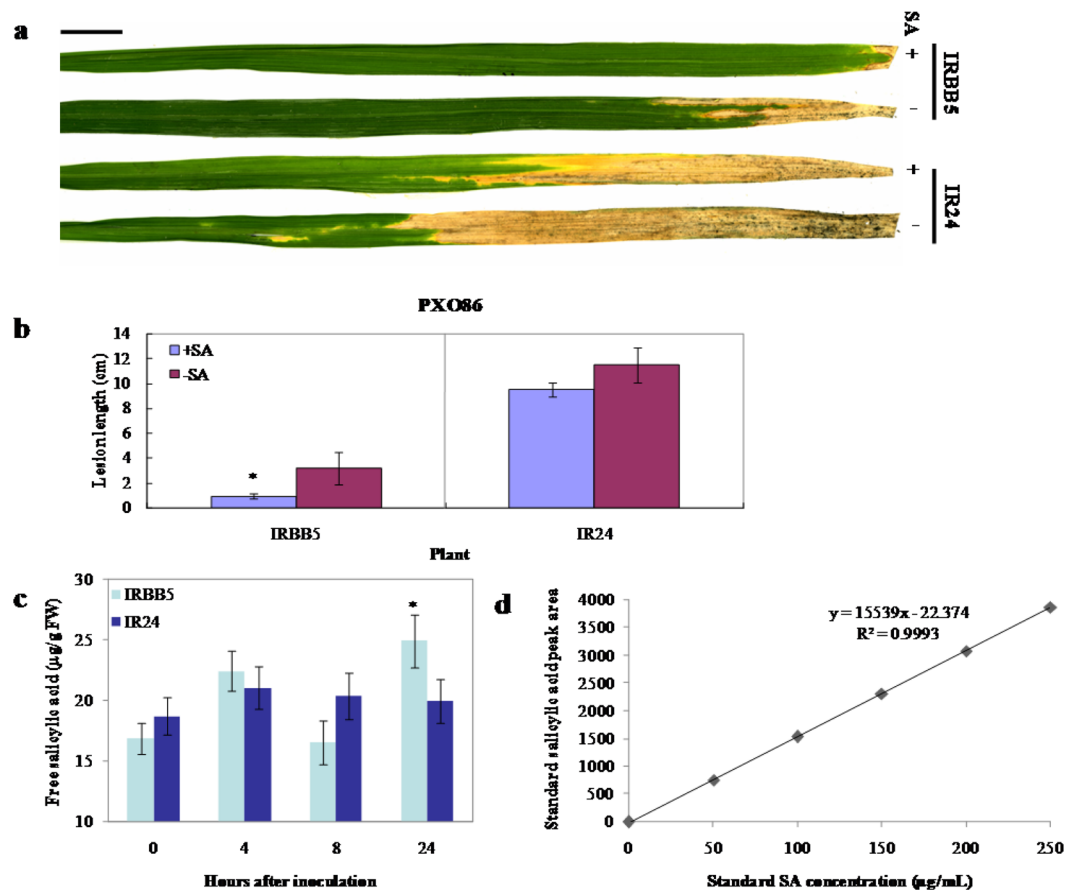 a
SA
+
-
IRBB5
+
-
IR24
PXO86
b
Lesion length (cm)
14
12
10
8
6
4
2
0
+SA
-SA
*
IRBB5
IR24
Plant
c
Free salicylic acid (µg/g FW)
30
25
20
15
10
IRBB5
IR24
*
0
4
8
24
Hours after inoculation
d
Standard salicylic acid peak area
4000
3500
3000
2500
2000
1500
1000
500
0
y = 15539x - 22.374
R² = 0.9993
0
50
100
150
200
250
Standard SA concentration (µg/mL)